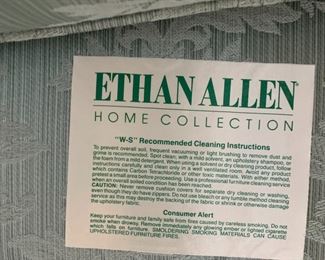 ETHAN ALLEN
HOME COLLECTION
"W-S" Recommended Cleaning Instructions
To prevent overall soil, frequent vacuuming or light brushing to remove dust and
grime is recommended. Spot clean, with a mild solvent, an upholstery shampoo, or
the foam from a mild detergent. When using a solvent or dry cleaning product, follow
instructions carefully and clean only in a well ventilated room. Avoid any product
which contains Carbon Tetrachloride or other toxic materials. With either method,
pretest a small area before proceeding. Use a professional furniture cleaning service
when an overall soiled condition has been reached.
CAUTION: Never remove cushion covers for separate dry cleaning or washing,
even though they do have zippers. Do not use bleach or any tumble method cleaning
service as this may destroy the backing of the fabric or shrink or otherwise damage
the upholstery fabric.
Consumer Alert
Keep your furniture and family safe from fires caused by careless smoking. Do not
smoke when drowsy. Remove immediately any glowing ember or lighted cigarette
which falls on furniture. SMOLDERING SMOKING MATERIALS CAN CAUSE
UPHOLSTERED FURNITURE FIRES.